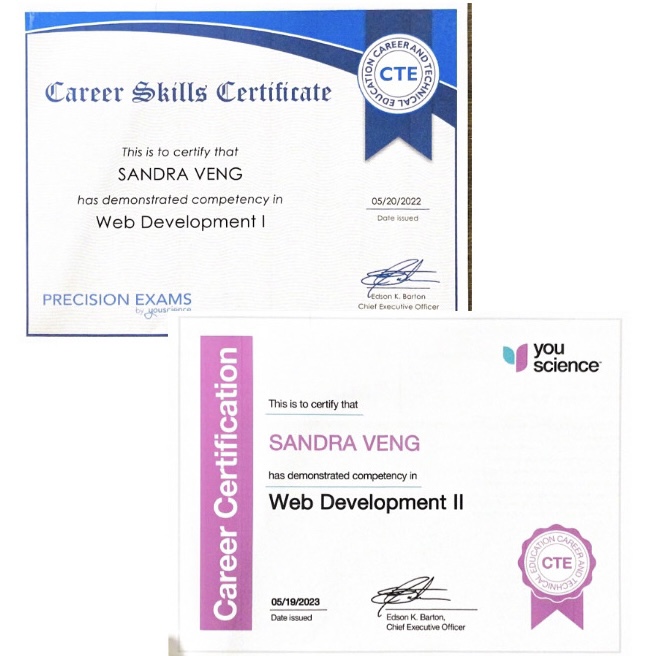 Career Skills Certificate
CAREER AND TECHNICAL EDUCATION
CTE
This is to certify that
SANDRA VENG
has demonstrated competency in
Web Development I
05/20/2022
Date issued
Edson K. Barton
Chief Executive Officer
PRECISION EXAMS
by youscience
Career Certification
you
science
This is to certify that
SANDRA VENG
has demonstrated competency in
Web Development II
CAREER AND TECHNICAL EDUCATION
CTE
05/19/2023
Date issued
Edson K. Barton,
Chief Executive Officer